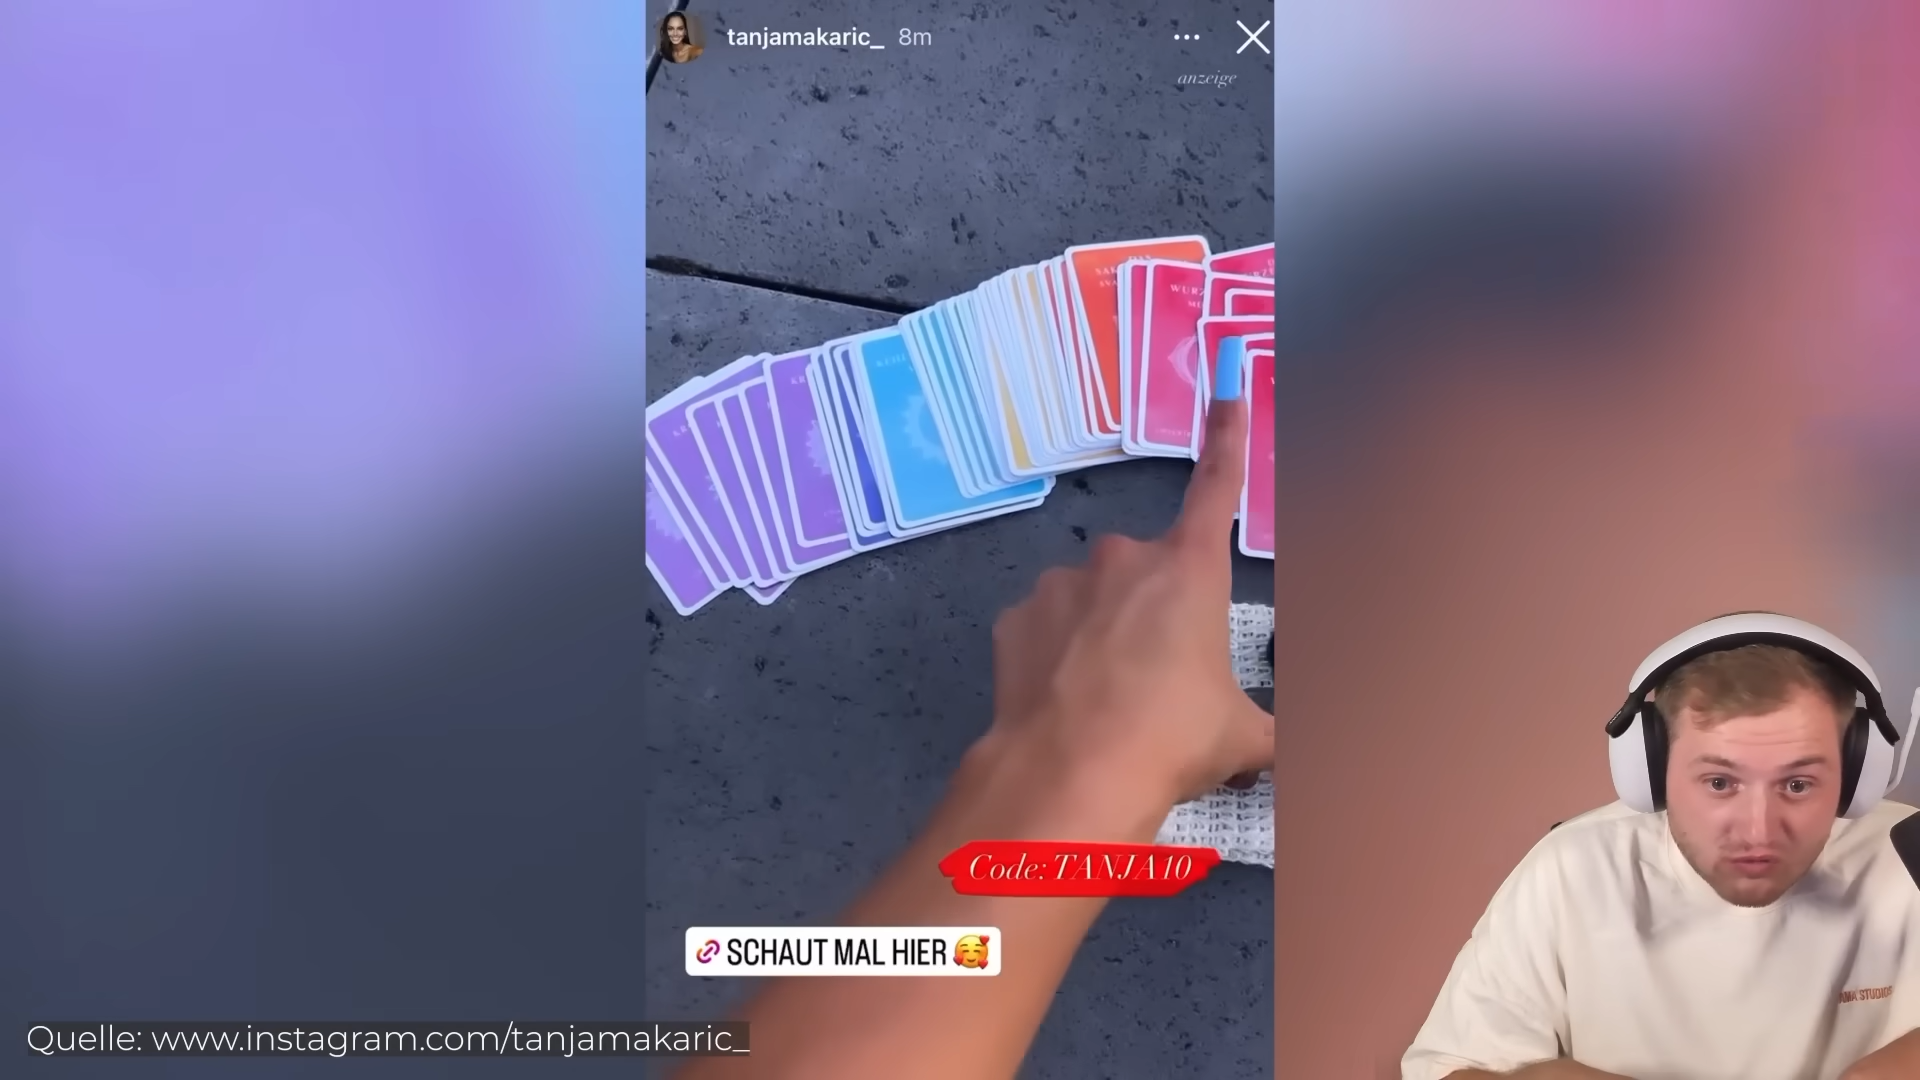 tanjamakaric_ 8m
anzeige
Code: TANJA10
SCHAUT MAL HIER
Quelle: www.instagram.com/tanjamakaric_